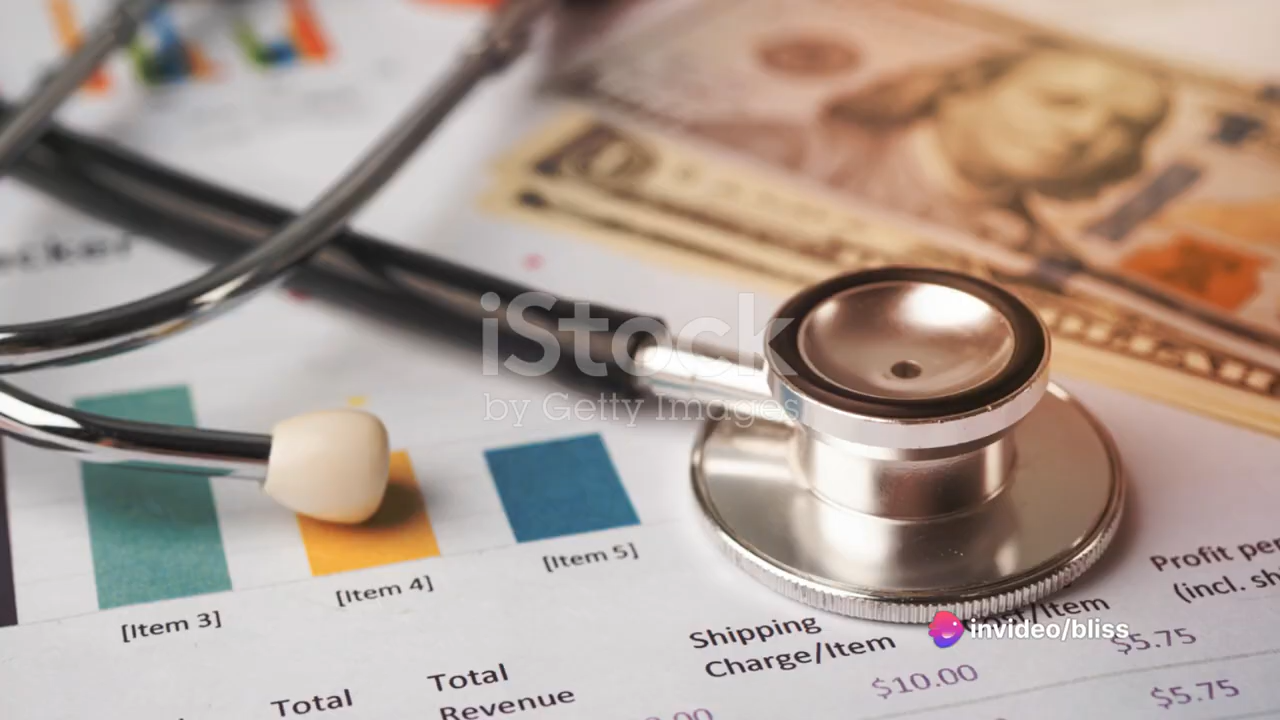 iStock
by Getty Images
[Item 5]
[Item 4]
[Item 3]
Profit per
(incl. sh
Shipping
Charge/Item
Cost/Item
invideo/bliss
$5.75
$10.00
$5.75
Total
Revenue
Total